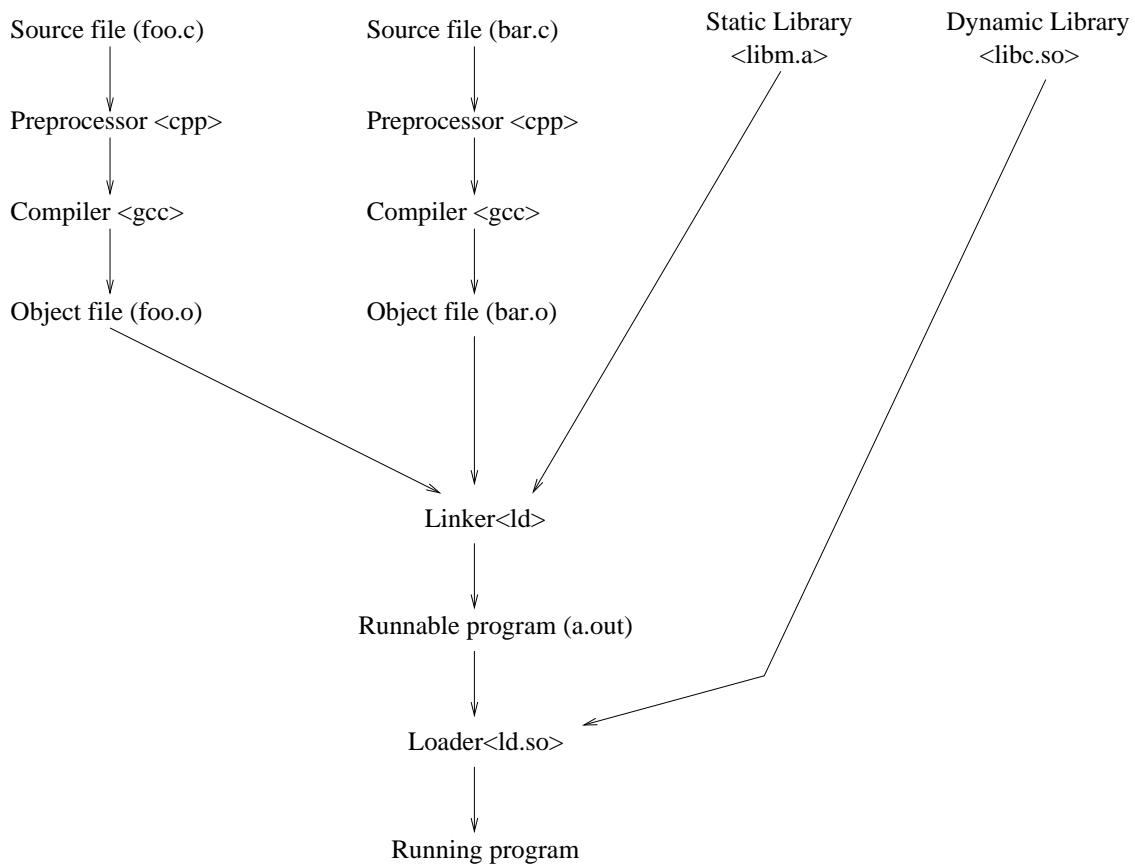 Source file (foo.c)
Source file (bar.c)
Static Library
<libm.a>
Dynamic Library
<libc.so>
Preprocessor <cpp>
Preprocessor <cpp>
Compiler <gcc>
Compiler <gcc>
Object file (foo.o)
Object file (bar.o)
Linker<ld>
Runnable program (a.out)
Loader<ld.so>
Running program